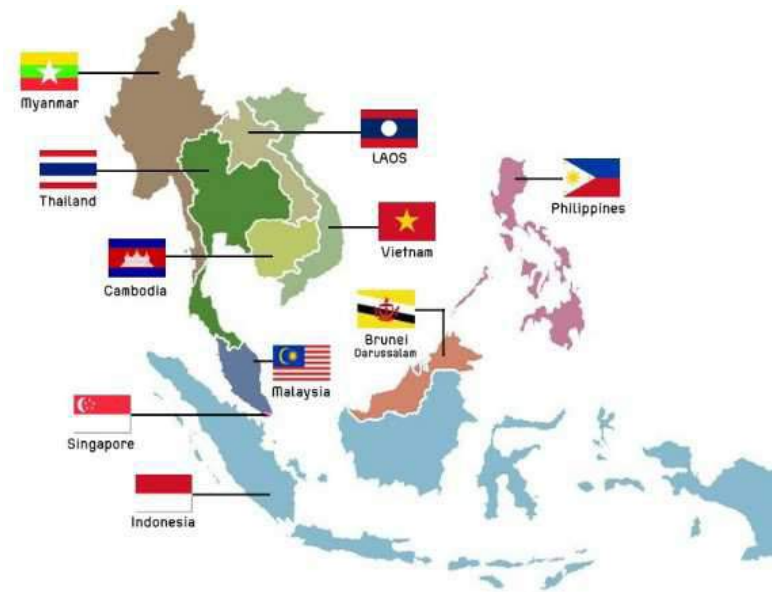 Myanmar
LAOS
Thailand
Philippines
Vietnam
Cambodia
Brunei
Darussalam
Malaysia
Singapore
Indonesia